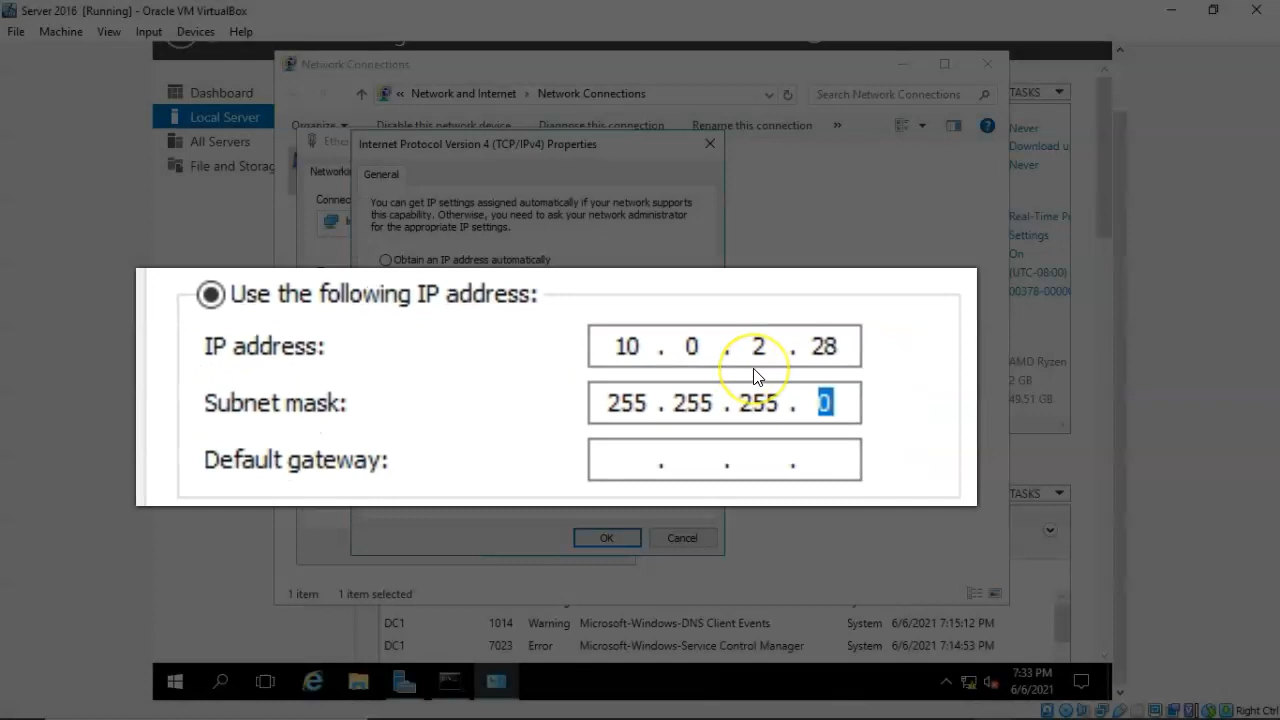 Server 2016 [Running] - Oracle VM VirtualBox
File Machine View Input Devices Help
Network Connections
Dashboard
Local Server
All Servers
File and Storag
« Network and Internet › Network Connections
Search Network Connections
TASKS
Organize Disable this network device Diagnose this connection Rename this connection »
Internet Protocol Version 4 (TCP/IPv4) Properties
General
Networki
Connec
You can get IP settings assigned automatically if your network supports
this capability. Otherwise, you need to ask your network administrator
for the appropriate IP settings.
Obtain an IP address automatically
Use the following IP address:
IP address: 10 . 0 . 2 . 28
Subnet mask: 255 . 255 . 255 . 0
Default gateway: . . .
OK Cancel
1 item 1 item selected
Never
Download u
Never
Real-Time P
Settings
On
(UTC-08:00)
00378-0000
AMD Ryzen
2 GB
49.51 GB
TASKS
DC1 1014 Warning Microsoft-Windows-DNS Client Events System 6/6/2021 7:15:12 PM
DC1 7023 Error Microsoft-Windows-Service Control Manager System 6/6/2021 7:14:53 PM
7:33 PM
6/6/2021
Right Ctrl